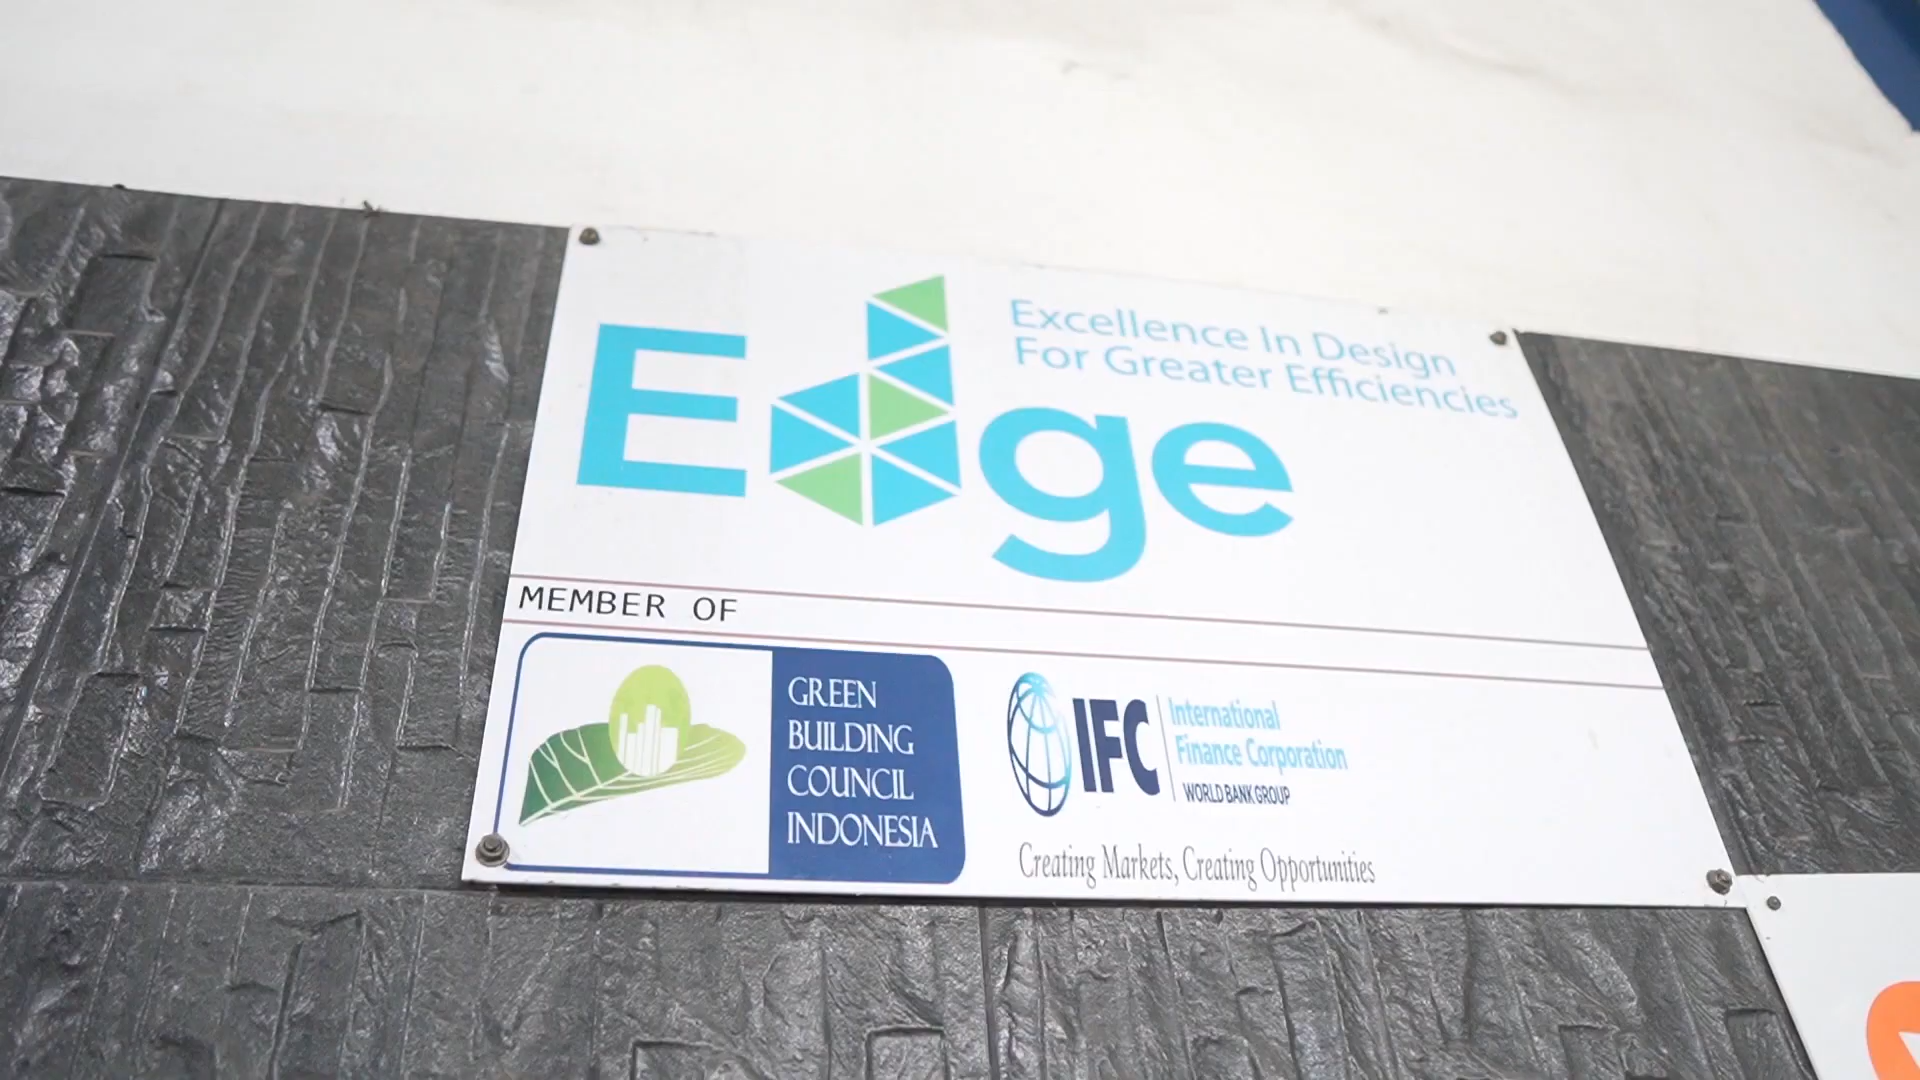 Edge
Excellence In Design
For Greater Efficiencies
MEMBER OF
GREEN
BUILDING
COUNCIL
INDONESIA
IFC
International
Finance Corporation
WORLD BANK GROUP
Creating Markets, Creating Opportunities